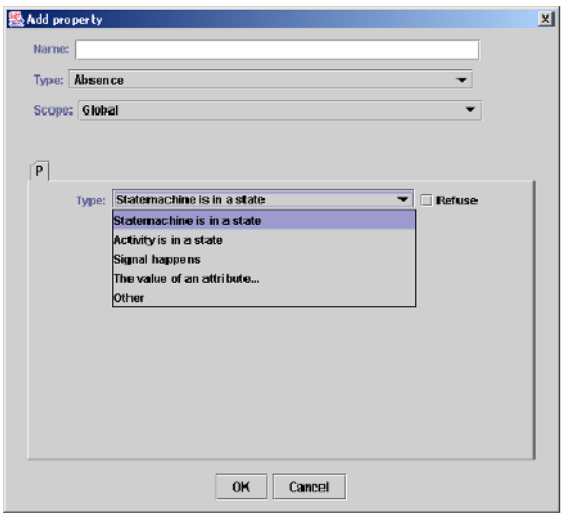 Add property
Name:
Type: Absence
Scope: Global
P
Type: Statemachine is in a state Refuse
Statemachine is in a state
Activity is in a state
Signal happens
The value of an attribute...
Other
OK Cancel